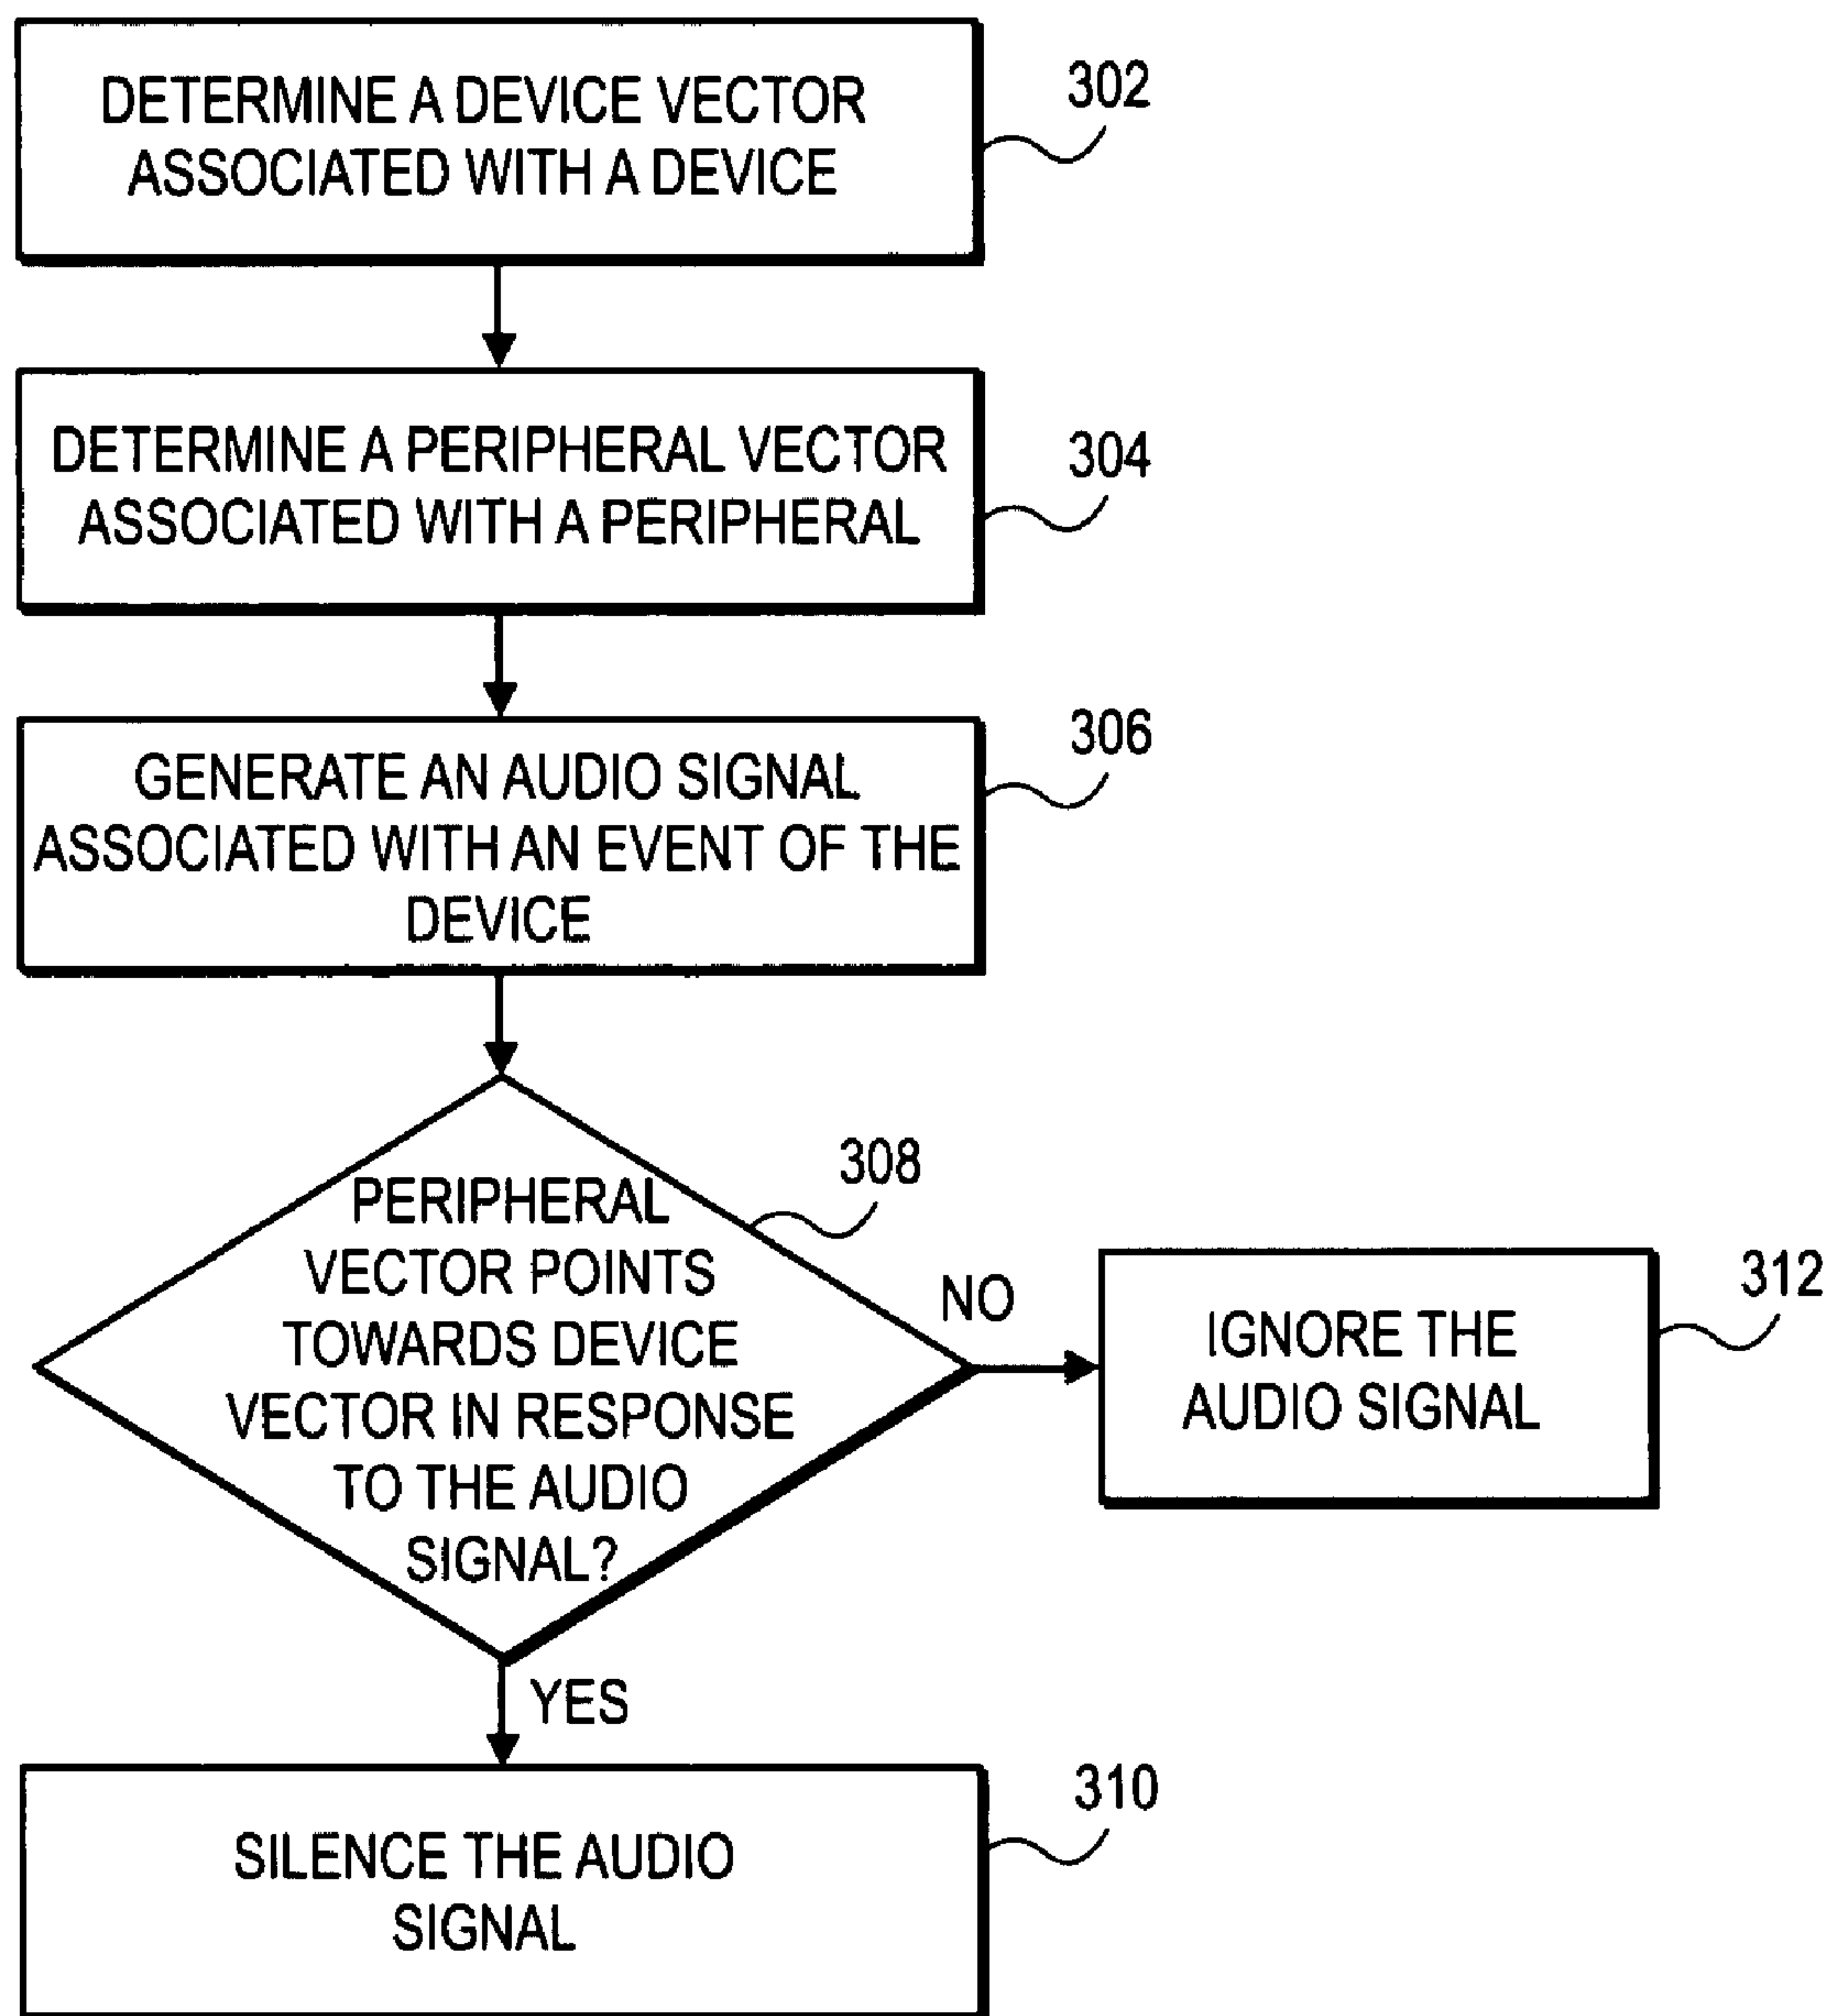 DETERMINE A DEVICE VECTOR
ASSOCIATED WITH A DEVICE
302
DETERMINE A PERIPHERAL VECTOR
ASSOCIATED WITH A PERIPHERAL
304
GENERATE AN AUDIO SIGNAL
ASSOCIATED WITH AN EVENT OF THE
DEVICE
306
PERIPHERAL
VECTOR POINTS
TOWARDS DEVICE
VECTOR IN RESPONSE
TO THE AUDIO
SIGNAL?
308
NO
IGNORE THE
AUDIO SIGNAL
312
YES
SILENCE THE AUDIO
SIGNAL
310